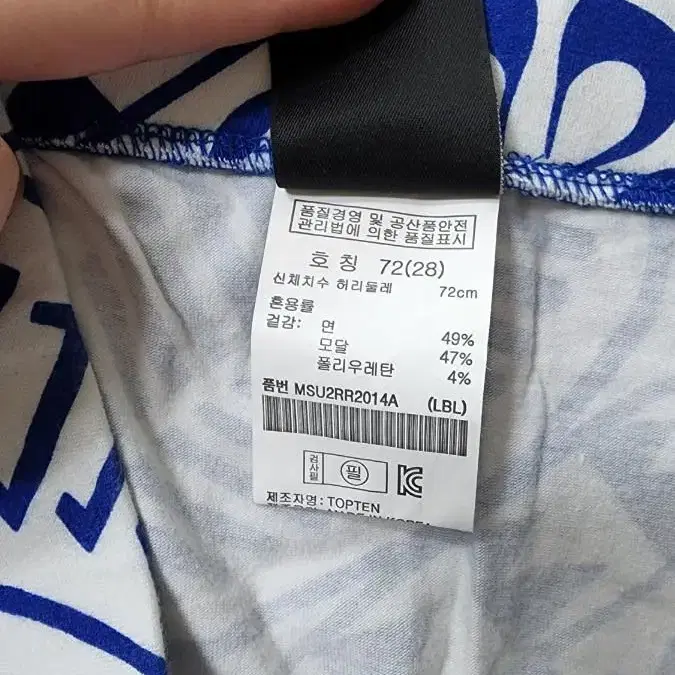 품질경영 및 공산품안전
관리법에 의한 품질표시
호 칭 72(28)
신체치수 허리둘레 72cm
혼용률
겉감: 면 49%
모달 47%
폴리우레탄 4%
품번 MSU2RR2014A (LBL)
검사필 필
제조자명: TOPTEN